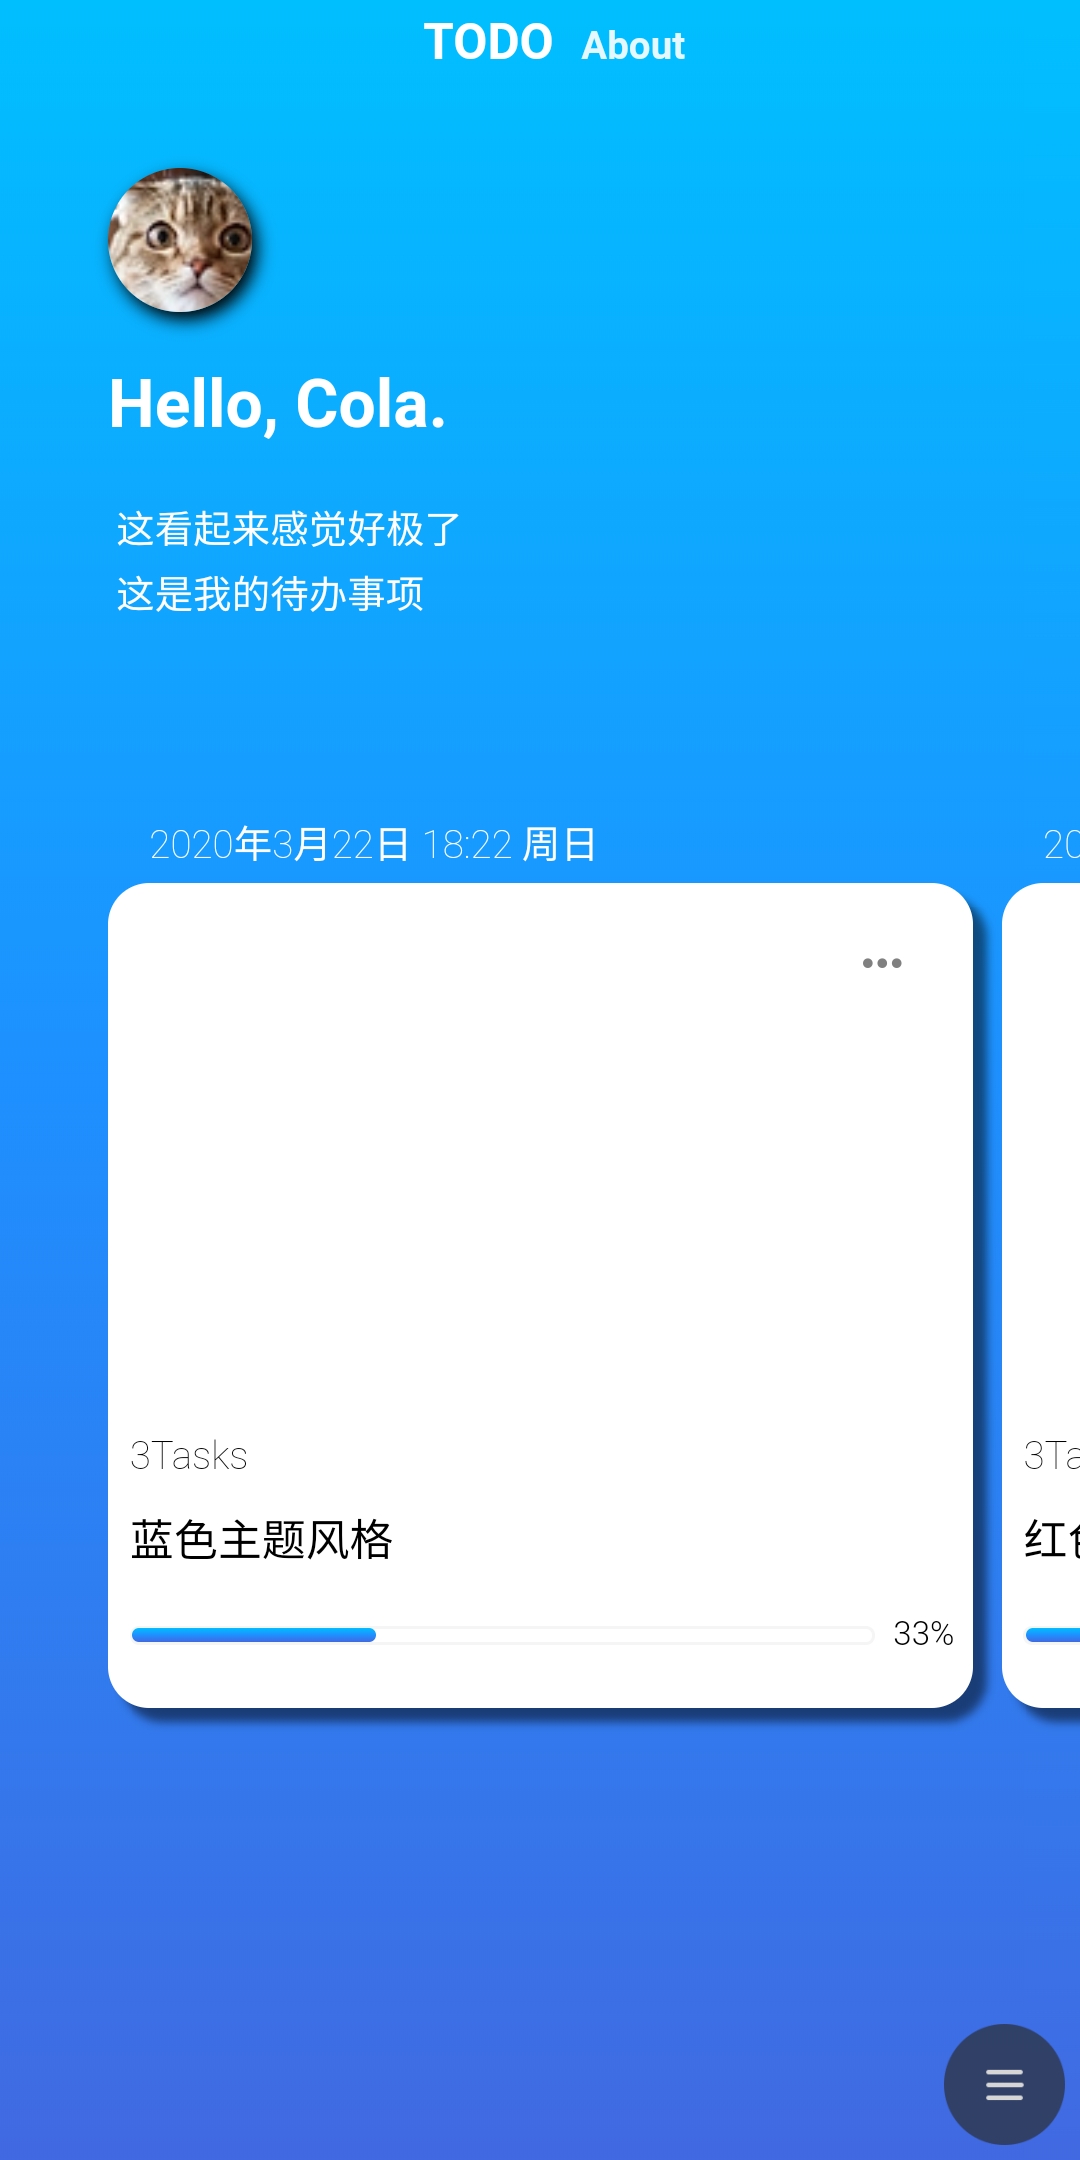 TODO About
Hello, Cola.
这看起来感觉好极了
这是我的待办事项
2020年3月22日 18:22 周日
20
3Tasks
3Ta
蓝色主题风格
红
33%